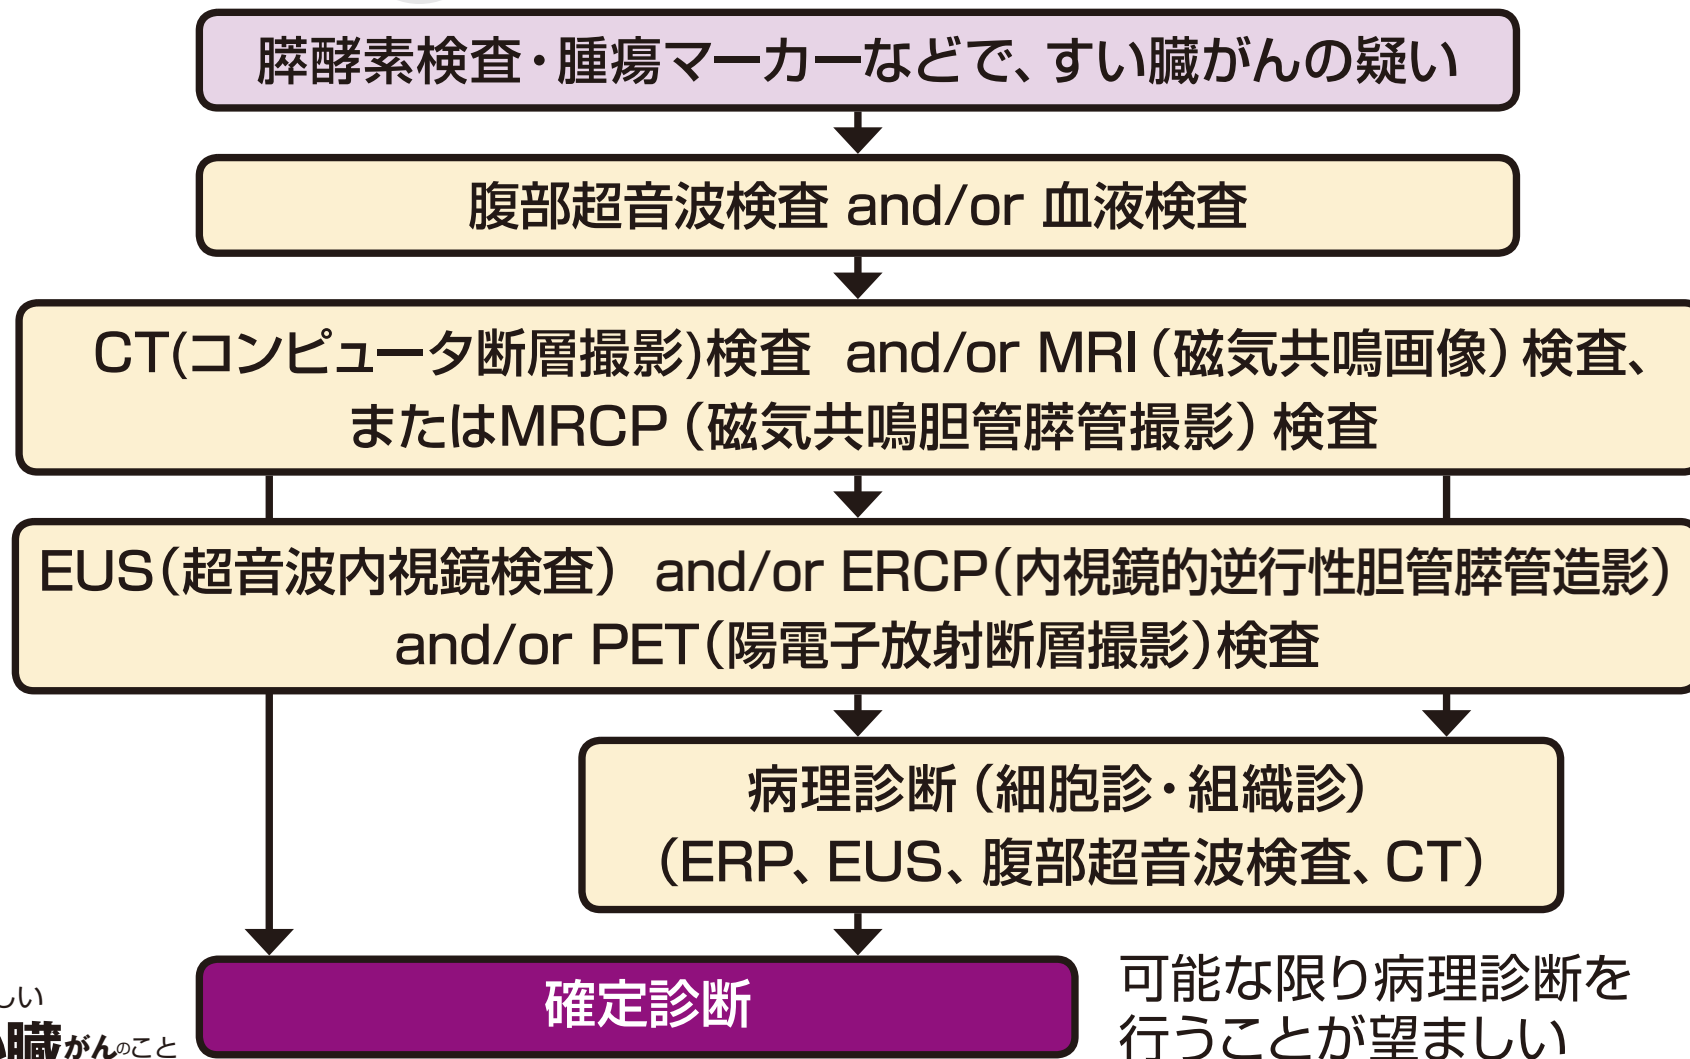 膵酵素検査・腫瘍マーカーなどで、すい臓がんの疑い
腹部超音波検査 and/or 血液検査
CT(コンピュータ断層撮影)検査 and/or MRI（磁気共鳴画像）検査、
またはMRCP（磁気共鳴胆管膵管撮影）検査
EUS（超音波内視鏡検査） and/or ERCP（内視鏡的逆行性胆管膵管造影）
and/or PET（陽電子放射断層撮影）検査
病理診断（細胞診・組織診）
（ERP、EUS、腹部超音波検査、CT）
確定診断
可能な限り病理診断を
行うことが望ましい
しい
臓がんのこと